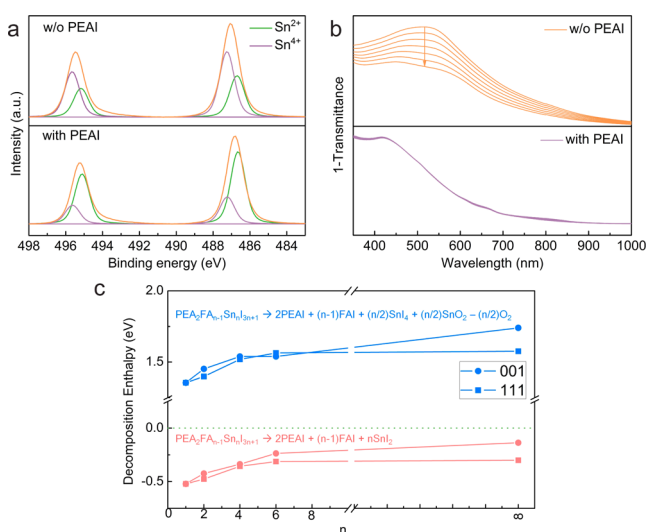 a
w/o PEAI
Sn²⁺
Sn⁴⁺
with PEAI
Intensity (a.u.)
498 496 494 492 490 488 486 484
Binding energy (eV)
b
w/o PEAI
with PEAI
1-Transmittance
400 500 600 700 800 900 1000
Wavelength (nm)
c
2.0
PEA₂FAₙ₋₁SnₙI₃ₙ₊₁ → 2PEAI + (n-1)FAI + (n/2)SnI₄ + (n/2)SnO₂ – (n/2)O₂
1.5
001
111
0.0
PEA₂FAₙ₋₁SnₙI₃ₙ₊₁ → 2PEAI + (n-1)FAI + nSnI₂
-0.5
Decomposition Enthalpy (eV)
0 2 4 6 8 ∞
n